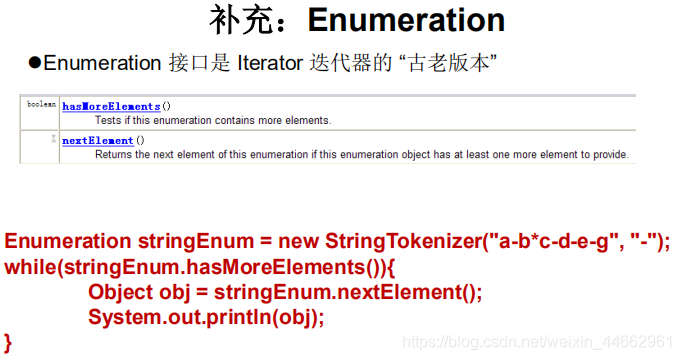 补充：Enumeration
●Enumeration 接口是 Iterator 迭代器的 “古老版本”
boolean hasMoreElements()
Tests if this enumeration contains more elements.
E nextElement()
Returns the next element of this enumeration if this enumeration object has at least one more element to provide.
Enumeration stringEnum = new StringTokenizer("a-b*c-d-e-g", "-");
while(stringEnum.hasMoreElements()){
Object obj = stringEnum.nextElement();
System.out.println(obj);
}
https://blog.csdn.net/weixin_44662961